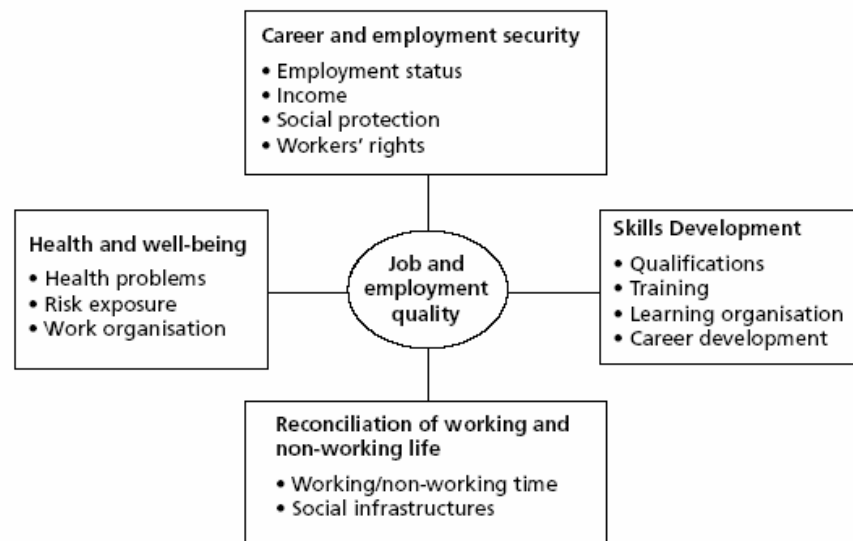 Career and employment security
• Employment status
• Income
• Social protection
• Workers' rights
Health and well-being
• Health problems
• Risk exposure
• Work organisation
Job and
employment
quality
Skills Development
• Qualifications
• Training
• Learning organisation
• Career development
Reconciliation of working and
non-working life
• Working/non-working time
• Social infrastructures